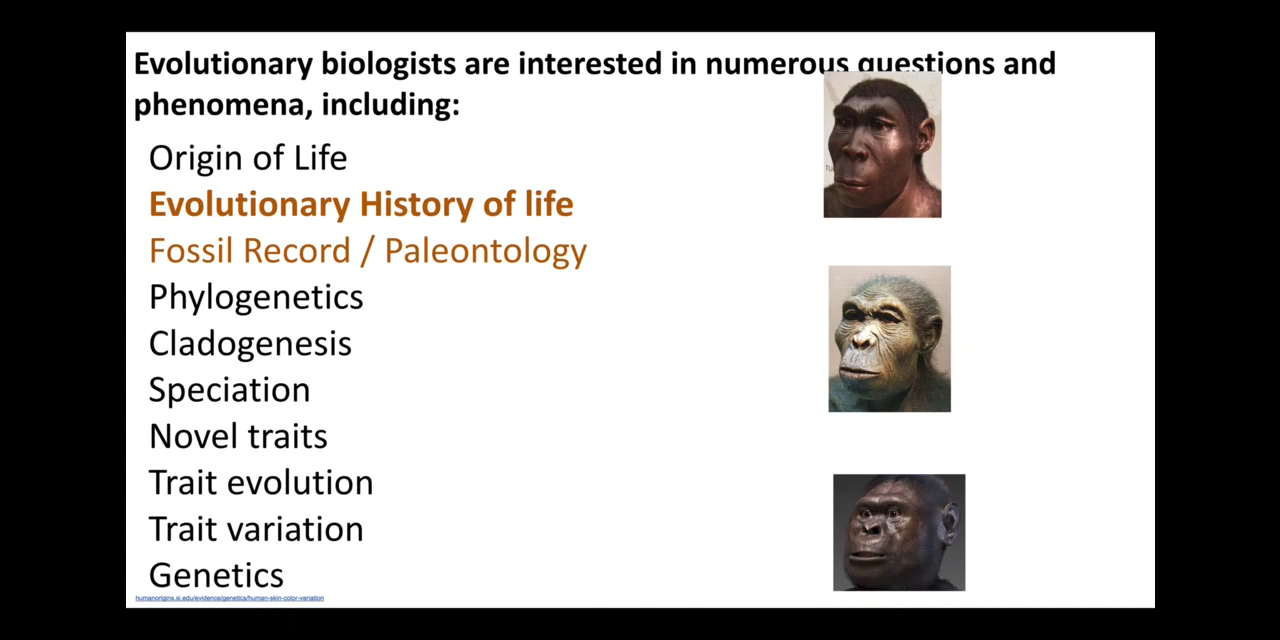 Evolutionary biologists are interested in numerous questions and
phenomena, including:
Origin of Life
Evolutionary History of life
Fossil Record / Paleontology
Phylogenetics
Cladogenesis
Speciation
Novel traits
Trait evolution
Trait variation
Genetics
humanorigins.si.edu/evidence/genetics/human-skin-color-variation